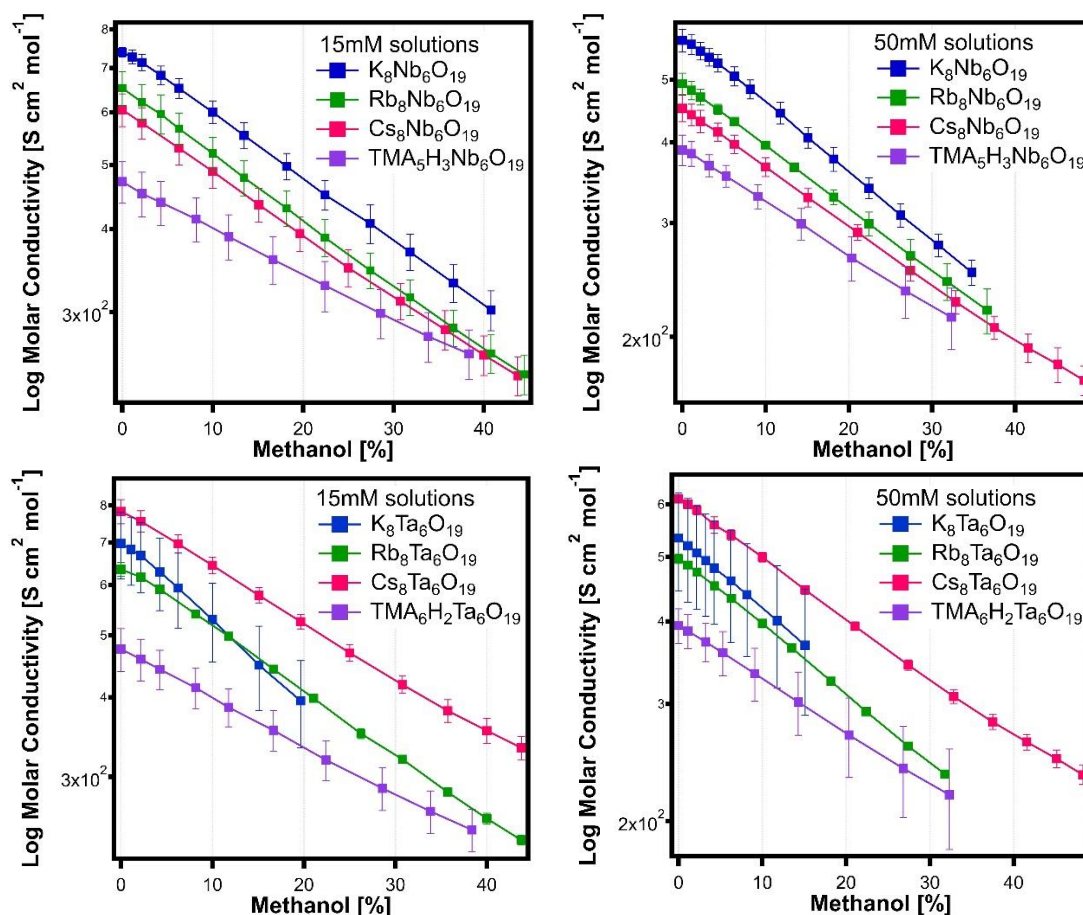 Log Molar Conductivity [S cm² mol⁻¹]
8
7
6
5
4
3x10²
15mM solutions
K₈Nb₆O₁₉
Rb₈Nb₆O₁₉
Cs₈Nb₆O₁₉
TMA₅H₃Nb₆O₁₉
0 10 20 30 40
Methanol [%]
Log Molar Conductivity [S cm² mol⁻¹]
5
4
3
2x10²
50mM solutions
K₈Nb₆O₁₉
Rb₈Nb₆O₁₉
Cs₈Nb₆O₁₉
TMA₅H₃Nb₆O₁₉
0 10 20 30 40
Methanol [%]
Log Molar Conductivity [S cm² mol⁻¹]
8
7
6
5
4
3x10²
15mM solutions
K₈Ta₆O₁₉
Rb₈Ta₆O₁₉
Cs₈Ta₆O₁₉
TMA₆H₂Ta₆O₁₉
0 10 20 30 40
Methanol [%]
Log Molar Conductivity [S cm² mol⁻¹]
6
5
4
3
2x10²
50mM solutions
K₈Ta₆O₁₉
Rb₈Ta₆O₁₉
Cs₈Ta₆O₁₉
TMA₆H₂Ta₆O₁₉
0 10 20 30 40
Methanol [%]